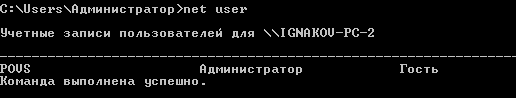 C:\Users\Администратор>net user
Учетные записи пользователей для \\IGNAKOV-PC-2
-------------------------------------------------------------------------------
POVS Администратор Гость
Команда выполнена успешно.